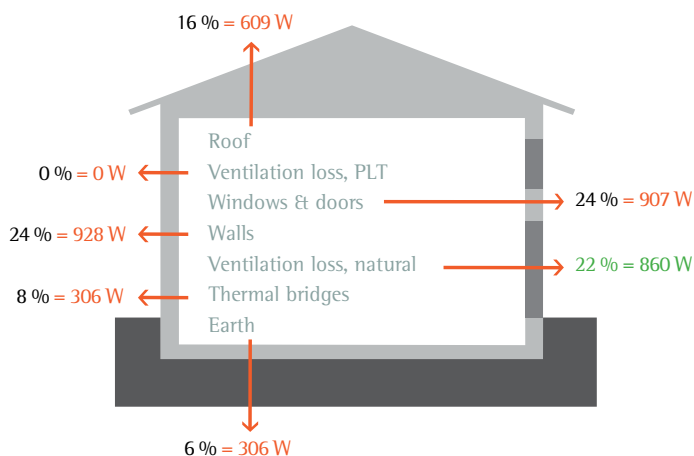 16 % = 609 W
Roof
0 % = 0 W
Ventilation loss, PLT
Windows & doors
24 % = 907 W
24 % = 928 W
Walls
Ventilation loss, natural
22 % = 860 W
8 % = 306 W
Thermal bridges
Earth
6 % = 306 W